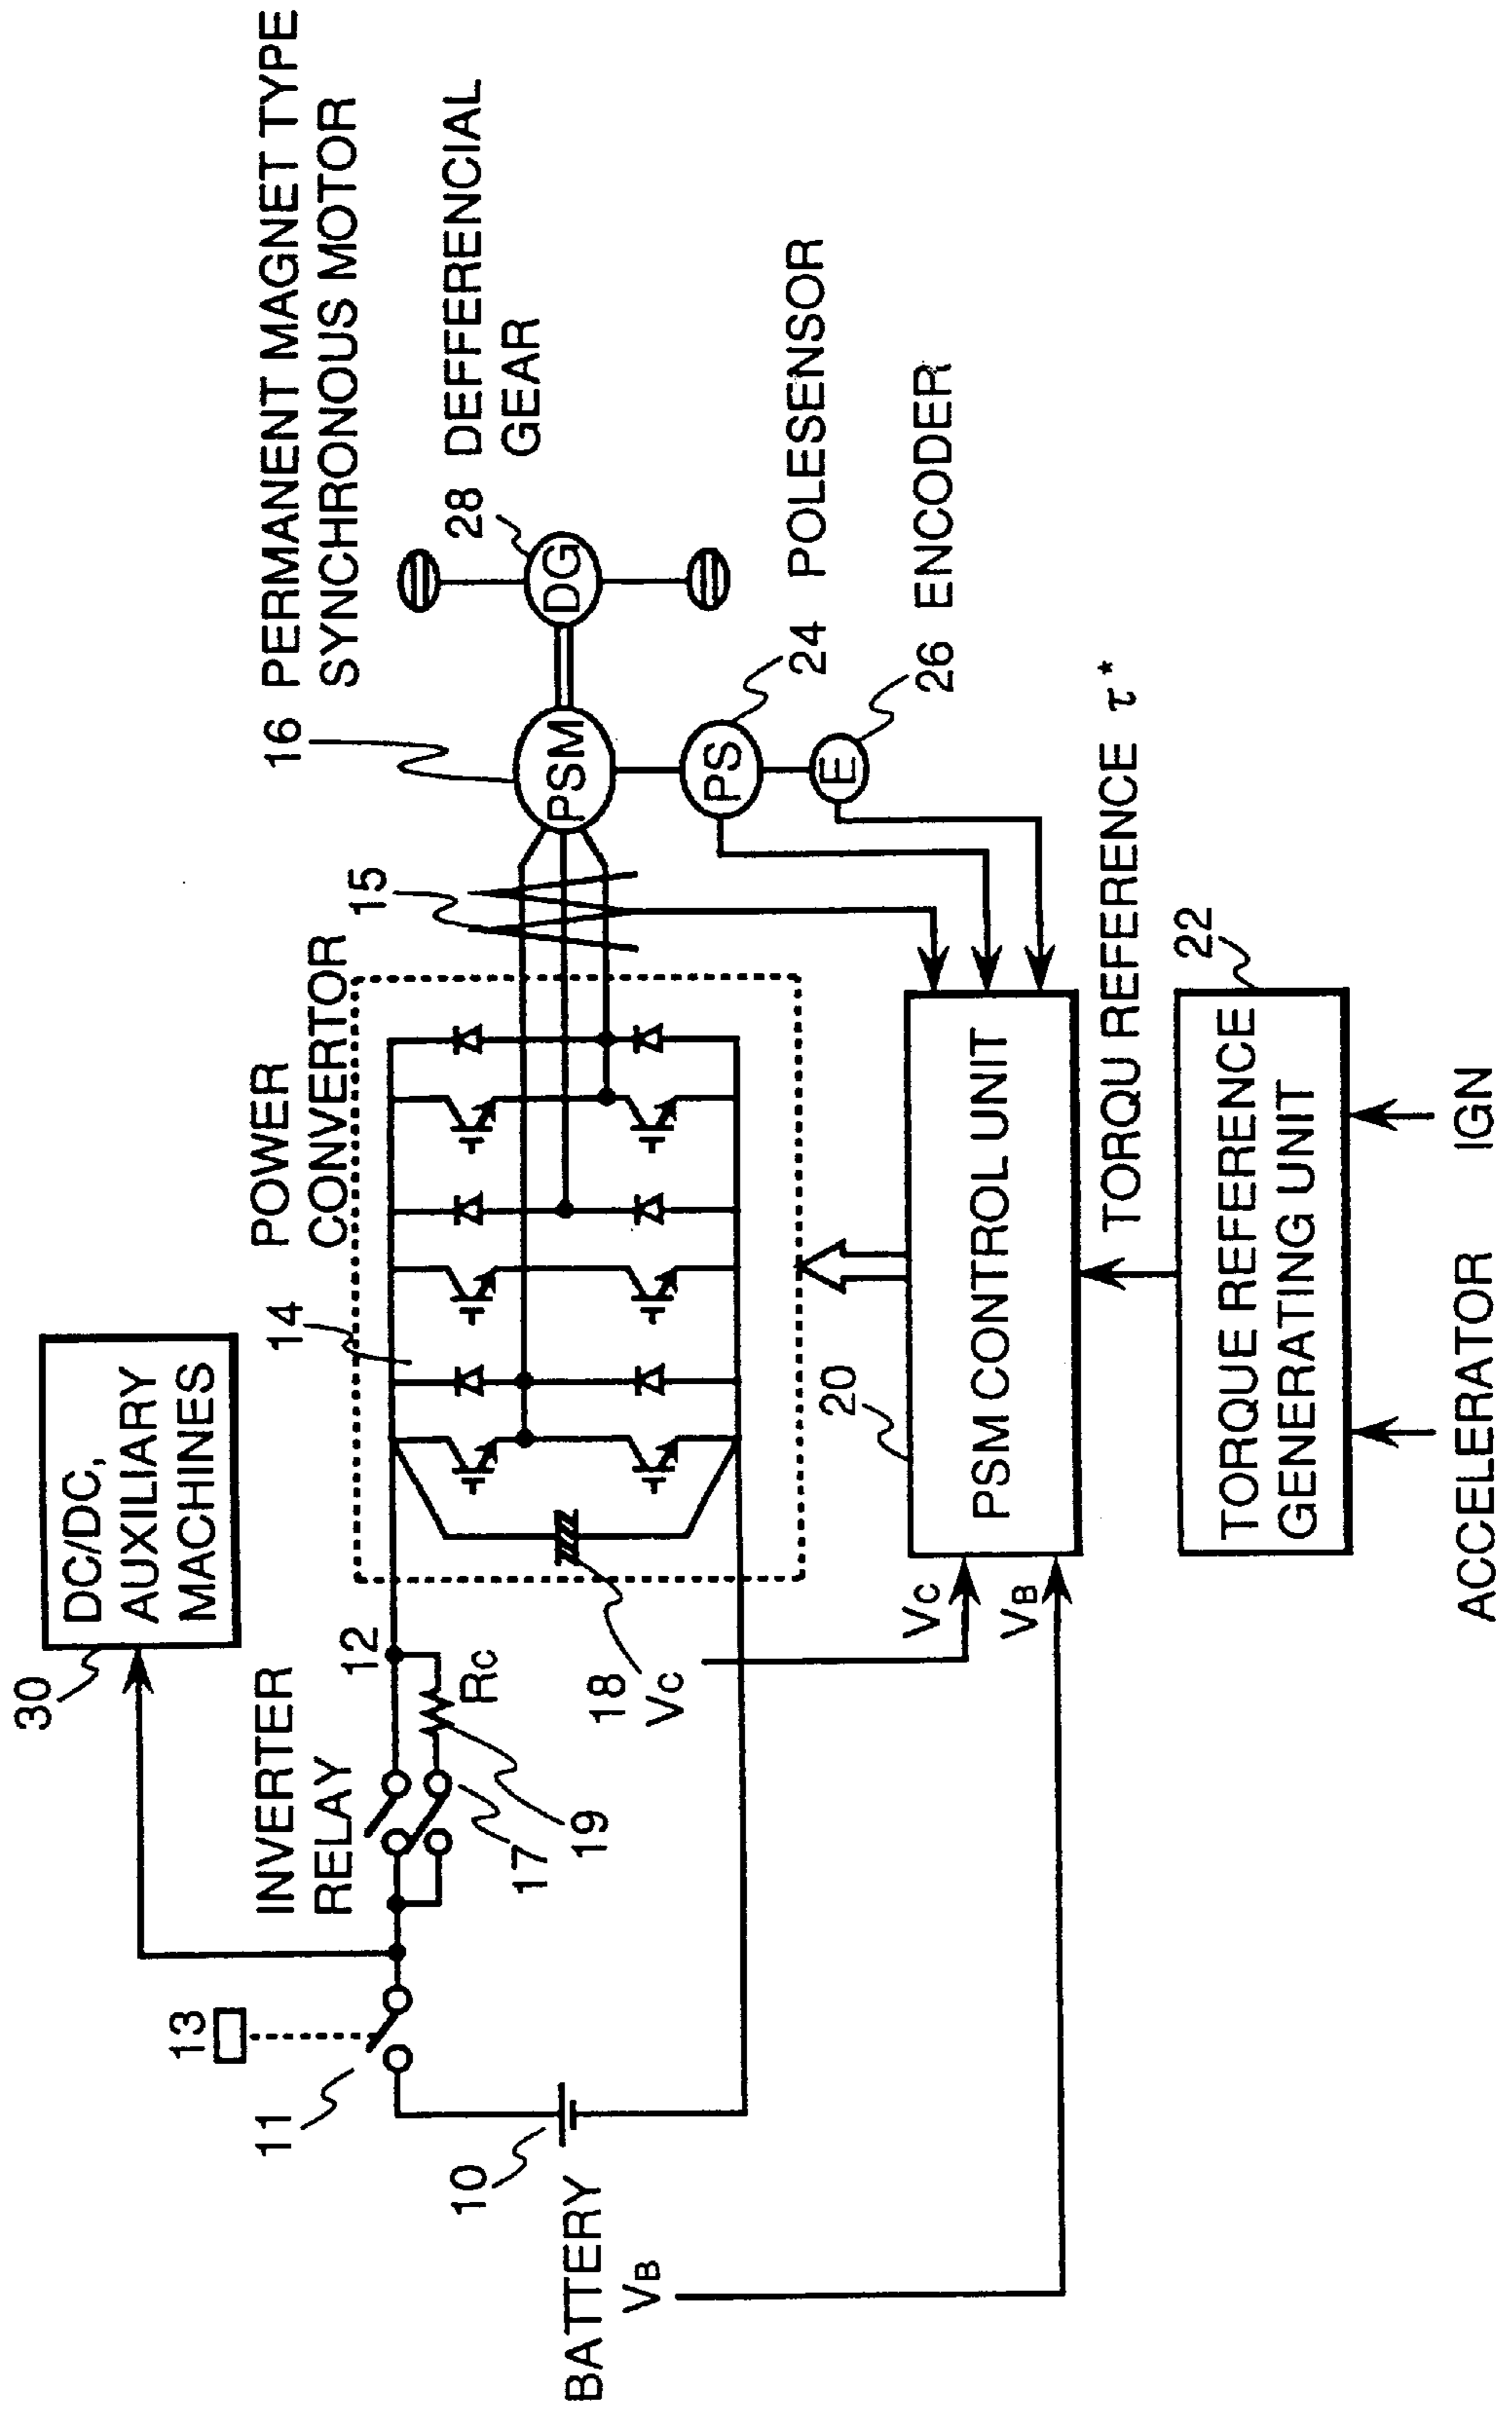 30
DC/DC,
AUXILIARY
MACHINES
13
11
INVERTER
RELAY
12
Rc
17
19
10
BATTERY
VB
18
VC
14
POWER
CONVERTOR
15
16 PERMANENT MAGNET TYPE
SYNCHRONOUS MOTOR
PSM
28 DEFFERENCIAL
GEAR
DG
24 POLESENSOR
PS
26 ENCODER
E
VC
VB
20
PSM CONTROL UNIT
TORQU REFERENCE τ*
22
TORQUE REFERENCE
GENERATING UNIT
ACCELERATOR
IGN